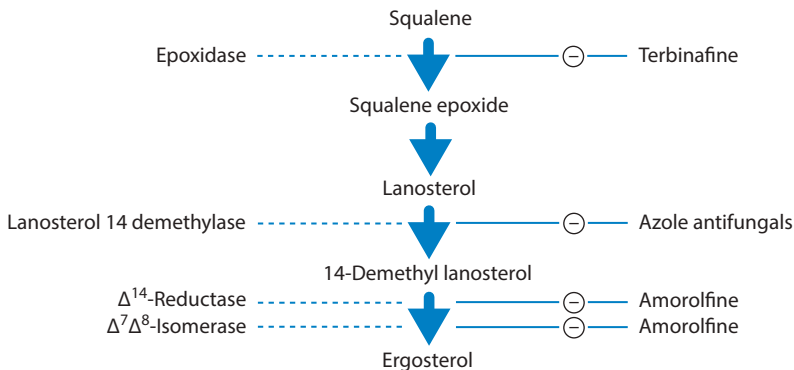 Squalene
Epoxidase
Terbinafine
Squalene epoxide
Lanosterol
Lanosterol 14 demethylase
Azole antifungals
14-Demethyl lanosterol
Δ¹⁴-Reductase
Amorolfine
Δ⁷Δ⁸-Isomerase
Amorolfine
Ergosterol